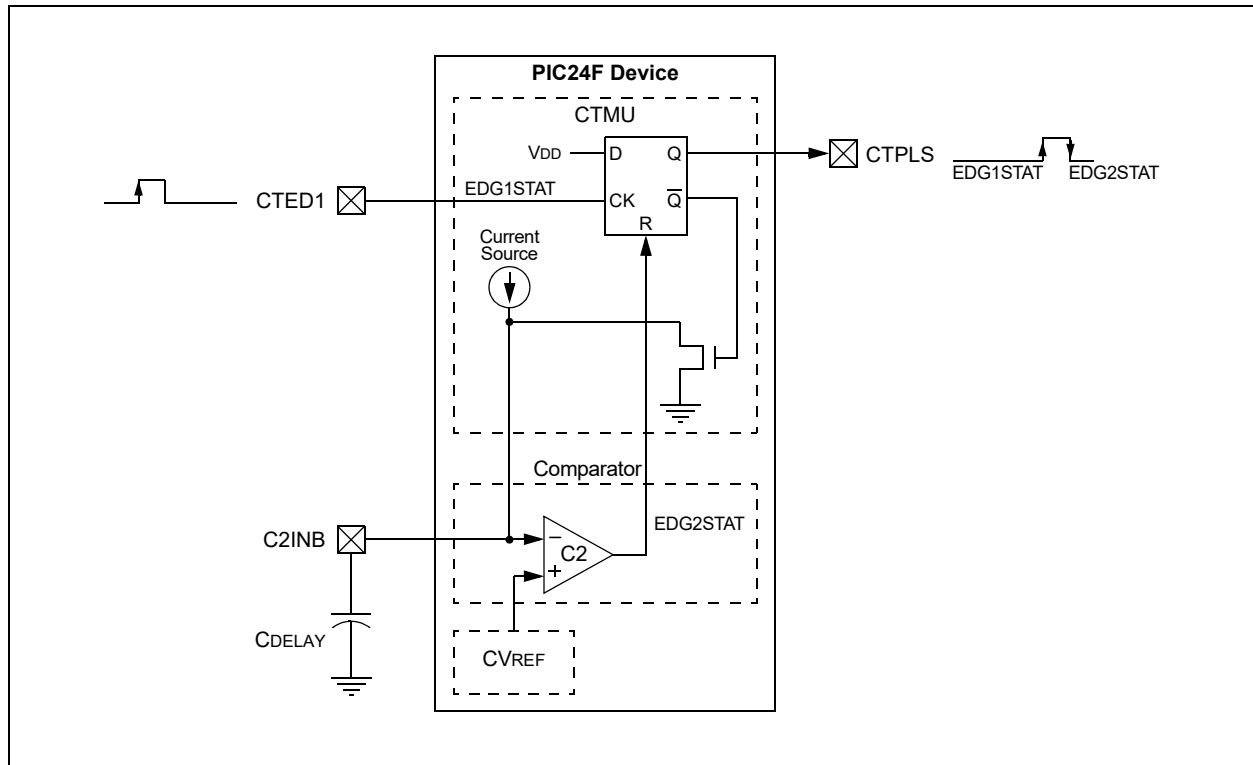 PIC24F Device
CTMU
VDD
D
Q
CTPLS
EDG1STAT
EDG2STAT
CTED1
EDG1STAT
CK
Q
R
Current
Source
Comparator
C2INB
EDG2STAT
−
C2
+
CDELAY
CVREF